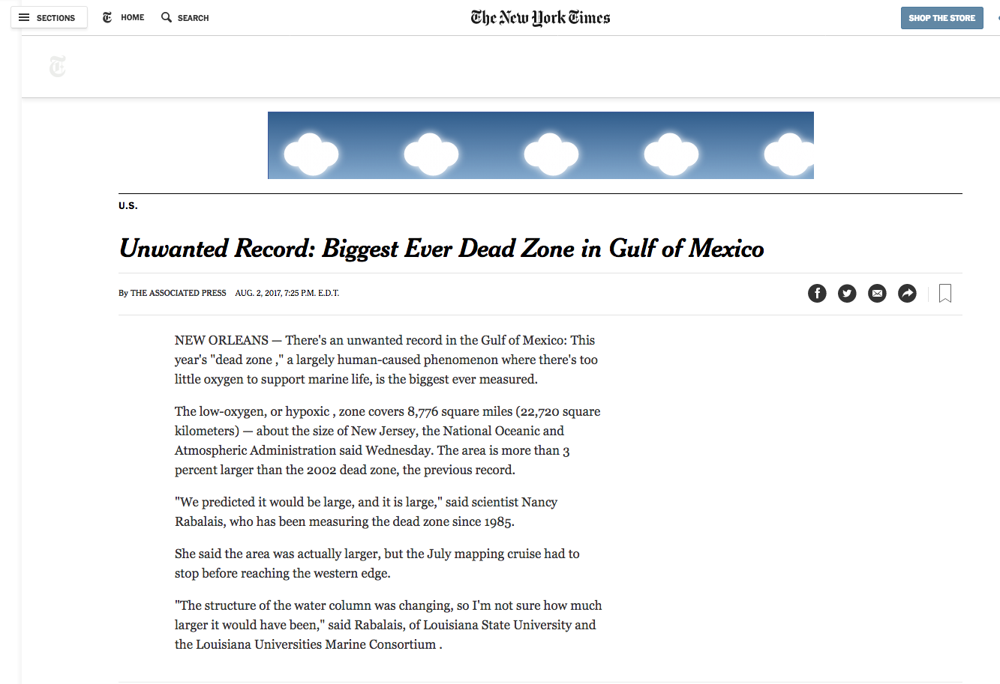 SECTIONS HOME SEARCH The New York Times SHOP THE STORE
U.S.
Unwanted Record: Biggest Ever Dead Zone in Gulf of Mexico
By THE ASSOCIATED PRESS AUG. 2, 2017, 7:25 P.M. E.D.T.
NEW ORLEANS — There's an unwanted record in the Gulf of Mexico: This
year's "dead zone ," a largely human-caused phenomenon where there's too
little oxygen to support marine life, is the biggest ever measured.
The low-oxygen, or hypoxic , zone covers 8,776 square miles (22,720 square
kilometers) — about the size of New Jersey, the National Oceanic and
Atmospheric Administration said Wednesday. The area is more than 3
percent larger than the 2002 dead zone, the previous record.
"We predicted it would be large, and it is large," said scientist Nancy
Rabalais, who has been measuring the dead zone since 1985.
She said the area was actually larger, but the July mapping cruise had to
stop before reaching the western edge.
"The structure of the water column was changing, so I'm not sure how much
larger it would have been," said Rabalais, of Louisiana State University and
the Louisiana Universities Marine Consortium .